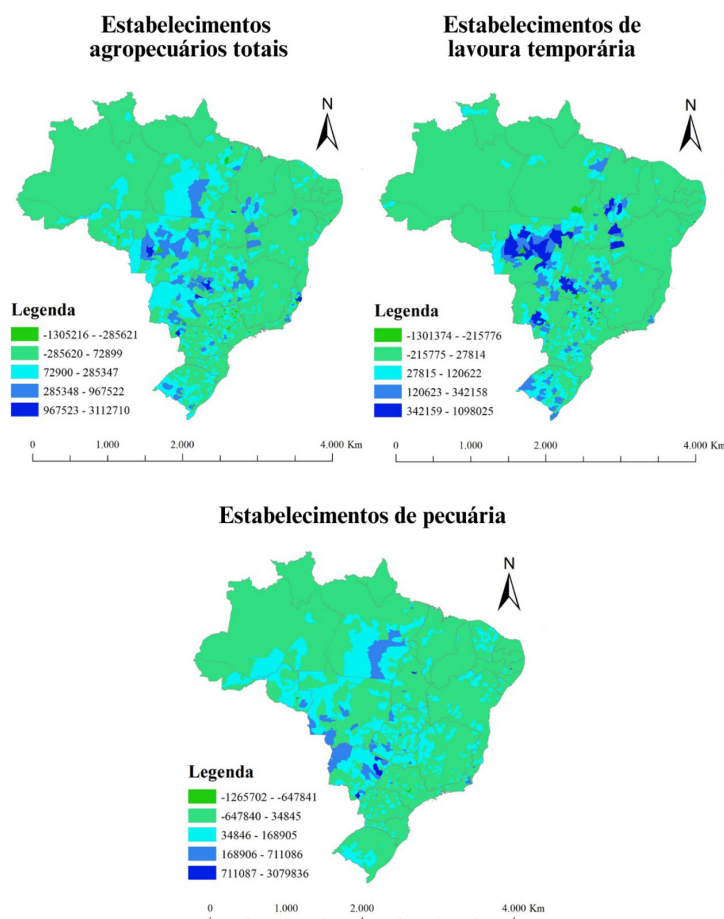 Estabelecimentos
agropecuários totais
N
Legenda
-1305216 - -285621
-285620 - 72899
72900 - 285347
285348 - 967522
967523 - 3112710
0 1.000 2.000 4.000 Km
Estabelecimentos de
lavoura temporária
N
Legenda
-1301374 - -215776
-215775 - 27814
27815 - 120622
120623 - 342158
342159 - 1098025
0 1.000 2.000 4.000 Km
Estabelecimentos de pecuária
N
Legenda
-1265702 - -647841
-647840 - 34845
34846 - 168905
168906 - 711086
711087 - 3079836
0 1.000 2.000 4.000 Km